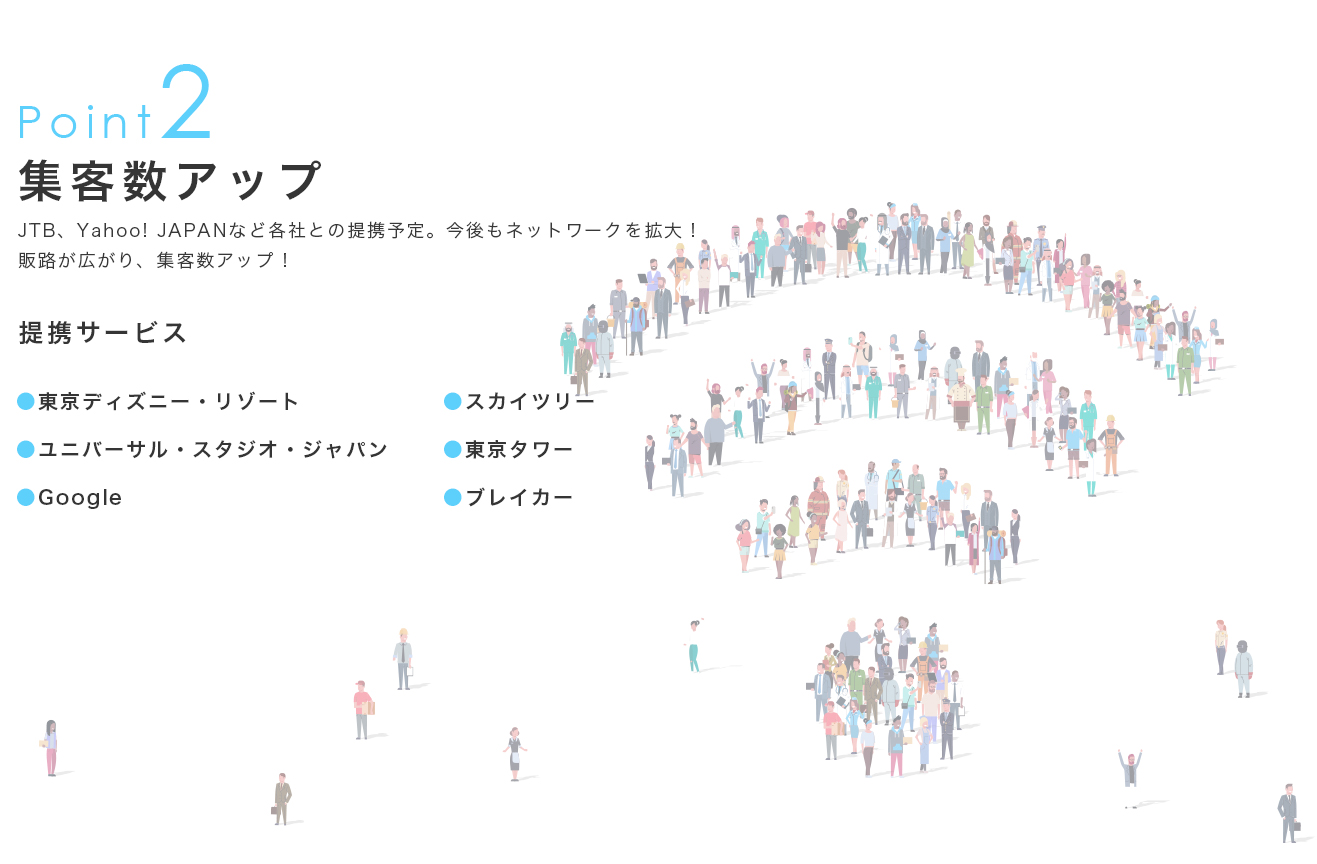 Point2
集客数アップ
JTB、Yahoo! JAPANなど各社との提携予定。今後もネットワークを拡大！
販路が広がり、集客数アップ！
提携サービス
●東京ディズニー・リゾート
●スカイツリー
●ユニバーサル・スタジオ・ジャパン
●東京タワー
●Google
●ブレイカー